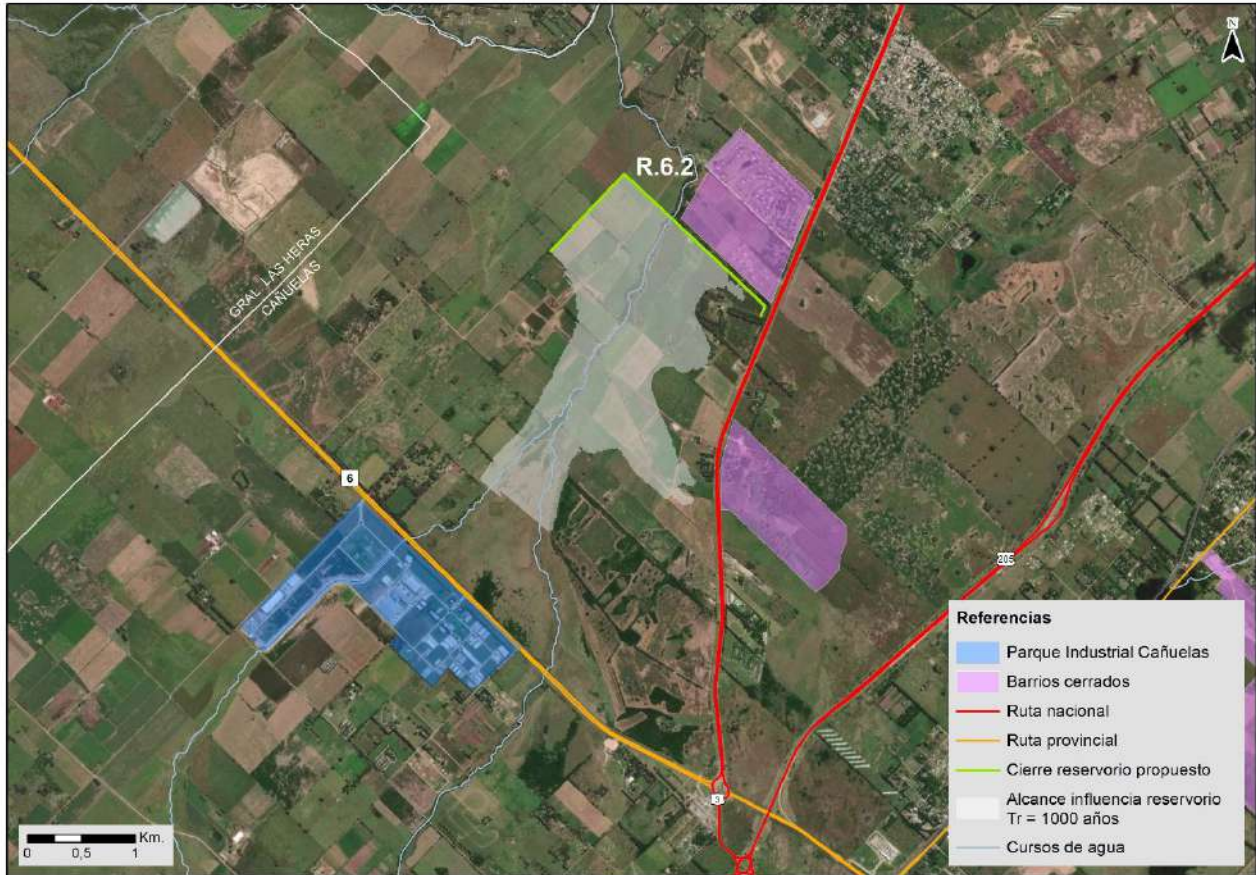 N
R.6.2
GRAL. LAS HERAS
CAÑUELAS
6
205
3
Referencias
Parque Industrial Cañuelas
Barrios cerrados
Ruta nacional
Ruta provincial
Cierre reservorio propuesto
Alcance influencia reservorio
Tr = 1000 años
Cursos de agua
Km.
0 0,5 1